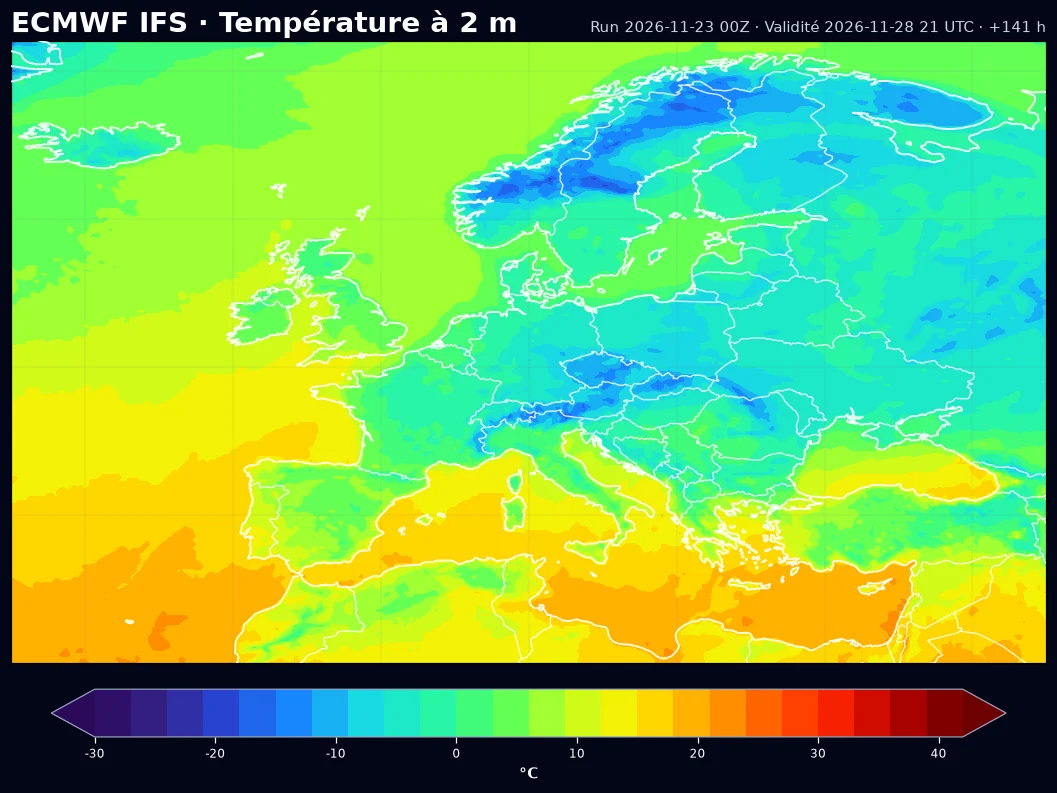 ECMWF IFS · Température à 2 m
Run 2026-11-23 00Z · Validité 2026-11-28 21 UTC · +141 h
-30 -20 -10 0 10 20 30 40
°C